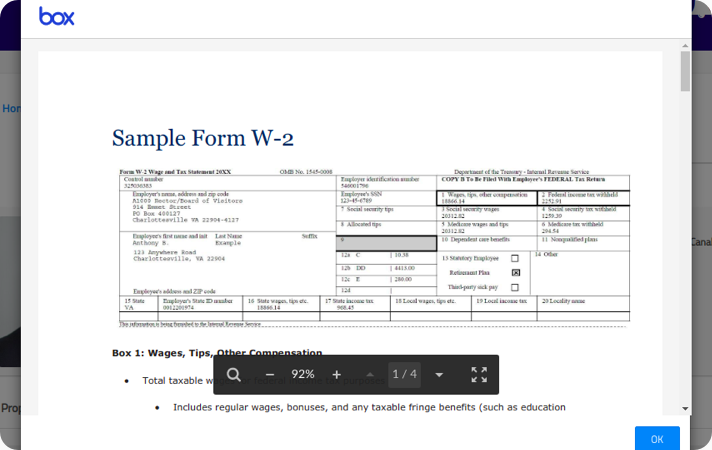 box
Hon
Sample Form W-2
Form W-2 Wage and Tax Statement 20XX
OMB No. 1545-0008
Department of the Treasury - Internal Revenue Service
Control number
325036383
Employer identification number
546001796
COPY B To Be Filed With Employee's FEDERAL Tax Return
Employer's name, address and zip code
A1000 Rector/Board of Visitors
914 Emmet Street
PO Box 400127
Charlottesville VA 22904-4127
Employee's SSN
123-45-6789
1 Wages, tips, other compensation
18866.14
2 Federal income tax withheld
2252.91
7 Social security tips
3 Social security wages
20312.82
4 Social security tax withheld
1259.39
8 Allocated tips
5 Medicare wages and tips
20312.82
6 Medicare tax withheld
294.54
Employee's first name and init Last Name Suffix
Anthony B. Example
123 Anywhere Road
Charlottesville, VA 22904
Employee's address and ZIP code
9
10 Dependent care benefits
11 Nonqualified plans
12a C 10.38
12b DD 4413.00
12c E 280.00
12d
13 Statutory Employee
Retirement Plan
Third-party sick pay
14 Other
15 State
VA
Employer's State ID number
0012201974
16 State wages, tips etc.
18866.14
17 State income tax
968.45
18 Local wages, tips etc.
19 Local income tax
20 Locality name
This information is being furnished to the Internal Revenue Service
Box 1: Wages, Tips, Other Compensation
92%
1 / 4
• Total taxable
• Includes regular wages, bonuses, and any taxable fringe benefits (such as education
Canal
Prop
OK